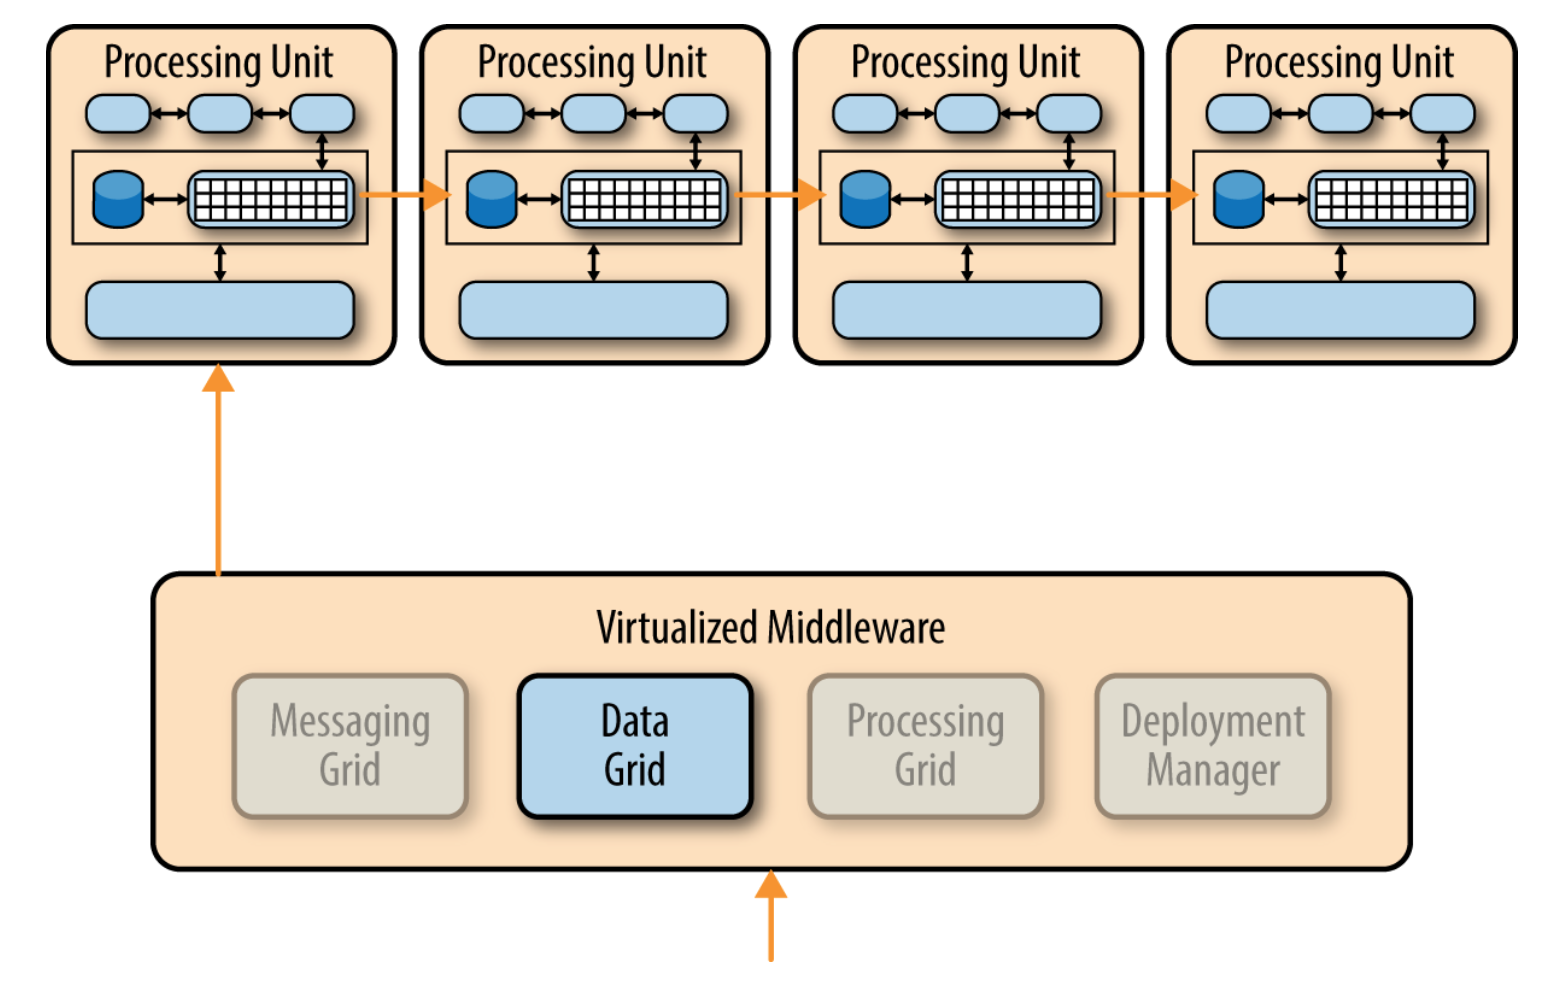 Processing Unit
Processing Unit
Processing Unit
Processing Unit
Virtualized Middleware
Messaging
Grid
Data
Grid
Processing
Grid
Deployment
Manager